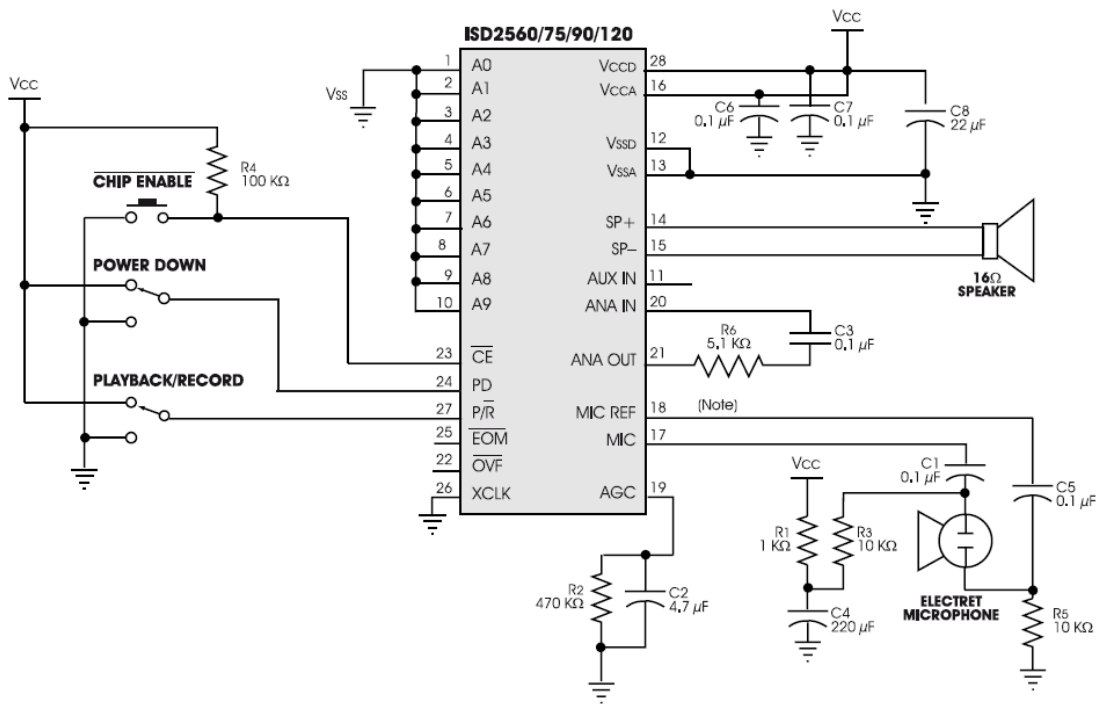 ISD2560/75/90/120
VCC
VCC
VSS
1 A0
2 A1
3 A2
4 A3
5 A4
6 A5
7 A6
8 A7
9 A8
10 A9
23 C̅E̅
24 PD
27 P/R̅
25 E̅O̅M̅
22 O̅V̅F̅
26 XCLK
VCCD 28
VCCA 16
VSSD 12
VSSA 13
SP+ 14
SP– 15
AUX IN 11
ANA IN 20
ANA OUT 21
MIC REF 18
MIC 17
AGC 19
R4
100 KΩ
C̅H̅I̅P̅ E̅N̅A̅B̅L̅E̅
POWER DOWN
PLAYBACK/RECORD
C6
0.1 µF
C7
0.1 µF
C8
22 µF
16Ω
SPEAKER
R6
5.1 KΩ
C3
0.1 µF
(Note)
VCC
C1
0.1 µF
C5
0.1 µF
R1
1 KΩ
R3
10 KΩ
C4
220 µF
ELECTRET
MICROPHONE
R5
10 KΩ
R2
470 KΩ
C2
4.7 µF